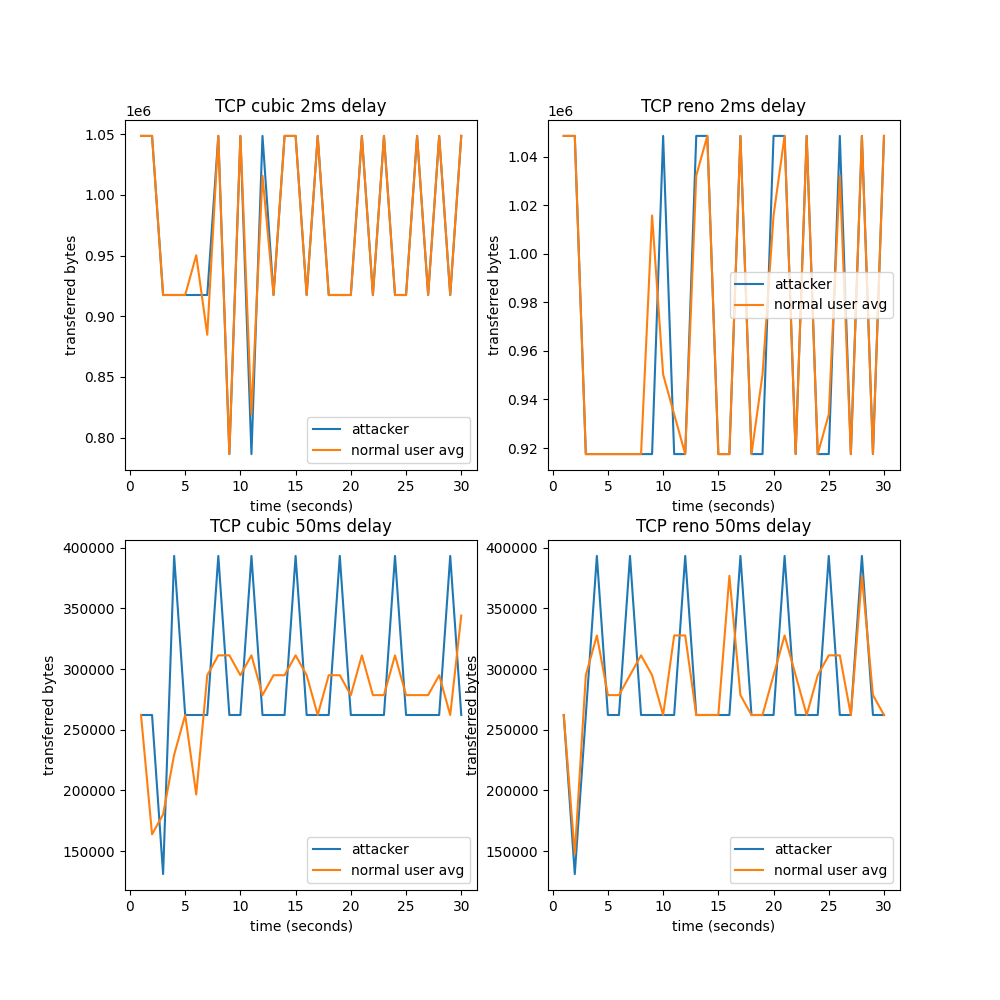 TCP cubic 2ms delay
1e6
1.05
1.00
0.95
0.90
0.85
0.80
transferred bytes
attacker
normal user avg
0 5 10 15 20 25 30
time (seconds)
TCP reno 2ms delay
1e6
1.04
1.02
1.00
0.98
0.96
0.94
0.92
transferred bytes
attacker
normal user avg
0 5 10 15 20 25 30
time (seconds)
TCP cubic 50ms delay
400000
350000
300000
250000
200000
150000
transferred bytes
attacker
normal user avg
0 5 10 15 20 25 30
time (seconds)
TCP reno 50ms delay
400000
350000
300000
250000
200000
150000
transferred bytes
attacker
normal user avg
0 5 10 15 20 25 30
time (seconds)